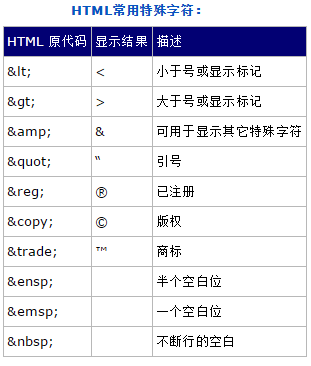 HTML常用特殊字符：
HTML 原代码 显示结果 描述
&lt; < 小于号或显示标记
&gt; > 大于号或显示标记
&amp; & 可用于显示其它特殊字符
&quot; “ 引号
&reg; ® 已注册
&copy; © 版权
&trade; ™ 商标
&ensp; 半个空白位
&emsp; 一个空白位
&nbsp; 不断行的空白